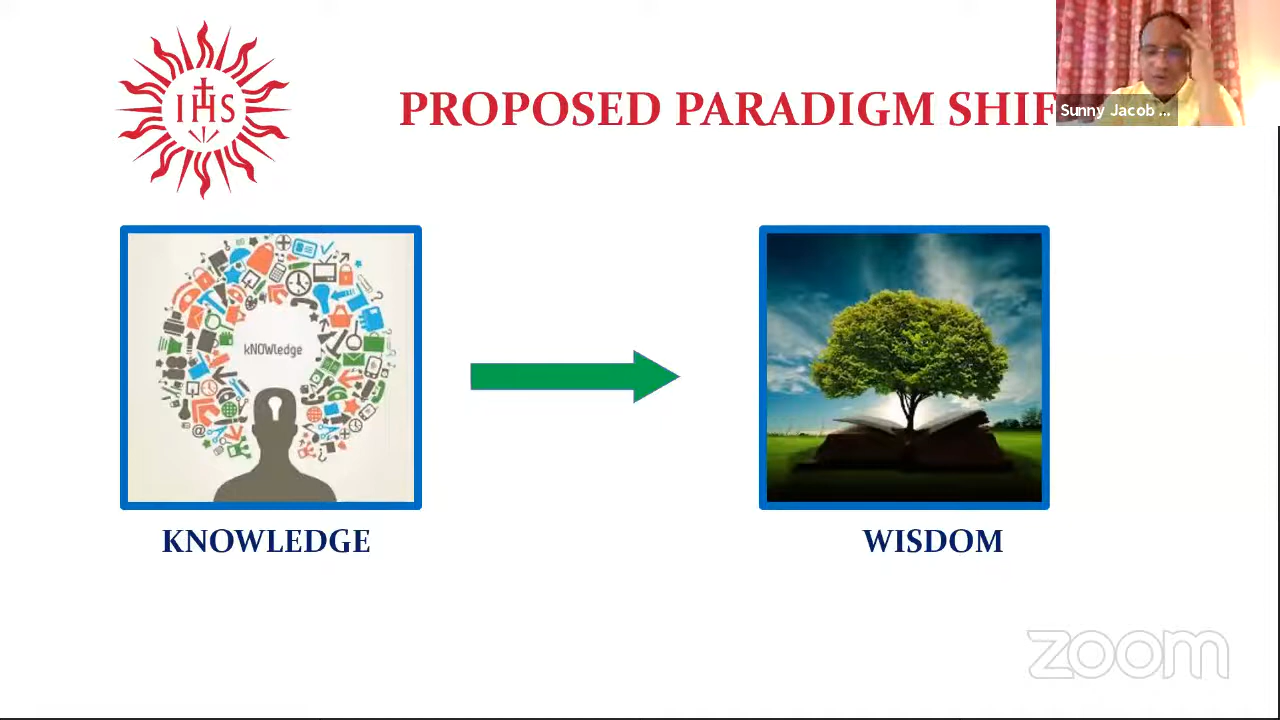 IHS
PROPOSED PARADIGM SHIF
Sunny Jacob ...
kNOWledge
KNOWLEDGE
WISDOM
zoom